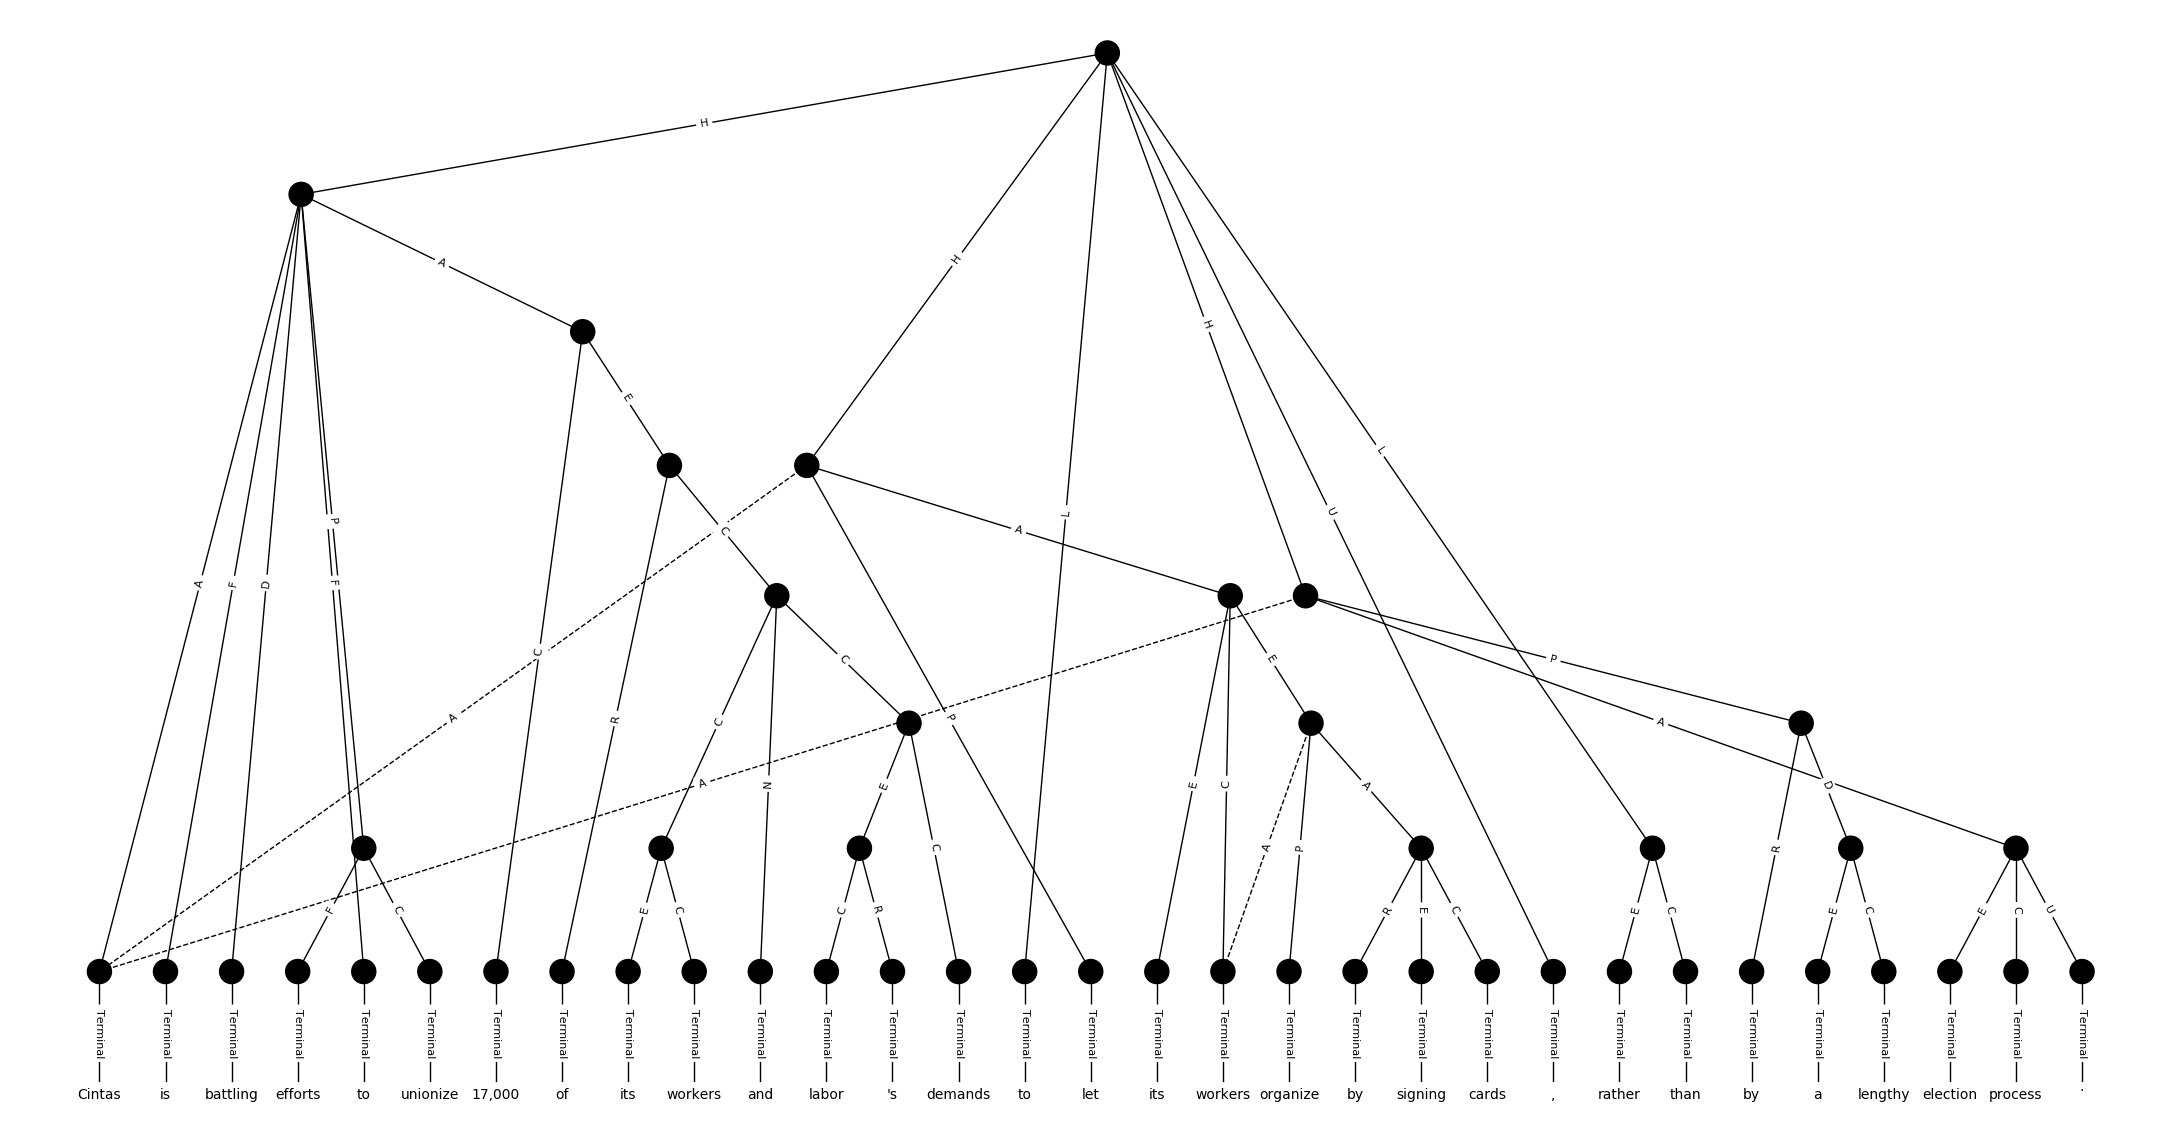 H
A H
H
E
L
A C L U A
P
A F D F E
C P
A R C C A
A E N E C A D
E C P R
F C E C C R R E C E C E C E C U
Terminal Terminal Terminal Terminal Terminal Terminal Terminal Terminal Terminal Terminal Terminal Terminal Terminal Terminal Terminal Terminal Terminal Terminal Terminal Terminal Terminal Terminal Terminal Terminal Terminal Terminal Terminal Terminal Terminal Terminal Terminal
Cintas is battling efforts to unionize 17,000 of its workers and labor 's demands to let its workers organize by signing cards , rather than by a lengthy election process .